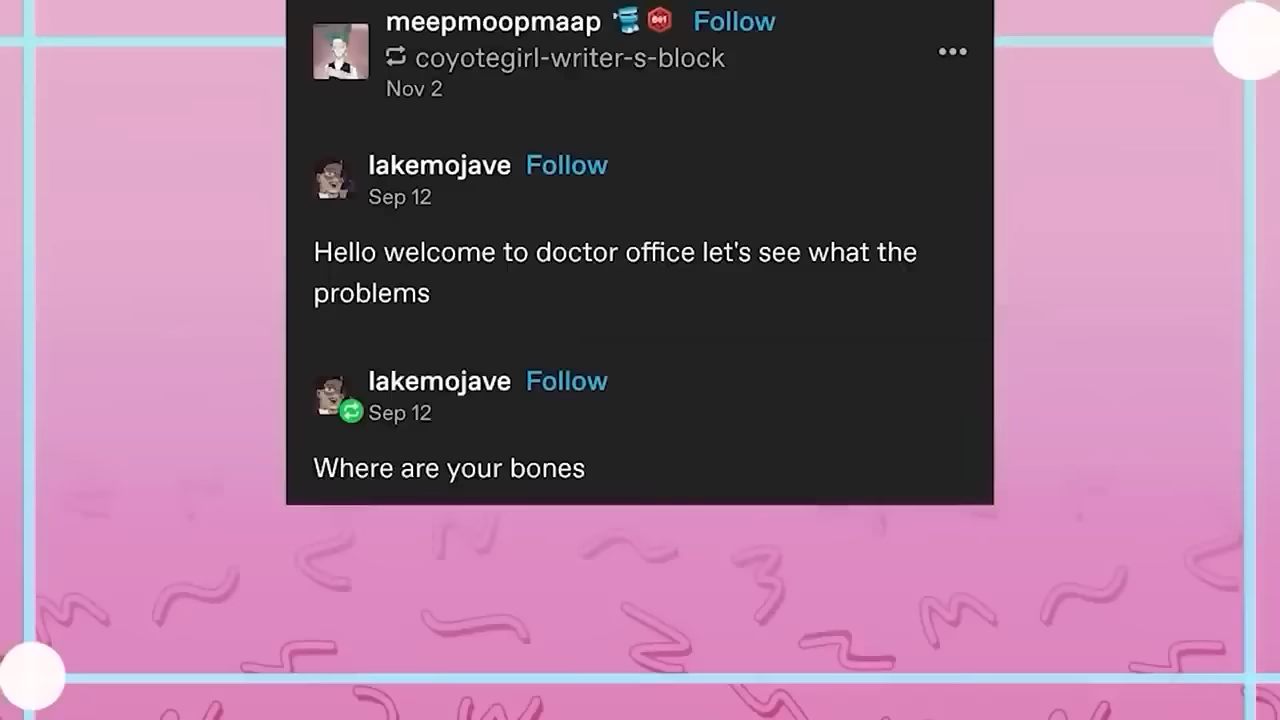 meepmoopmaap Follow
coyotegirl-writer-s-block
Nov 2
lakemojave Follow
Sep 12
Hello welcome to doctor office let's see what the
problems
lakemojave Follow
Sep 12
Where are your bones